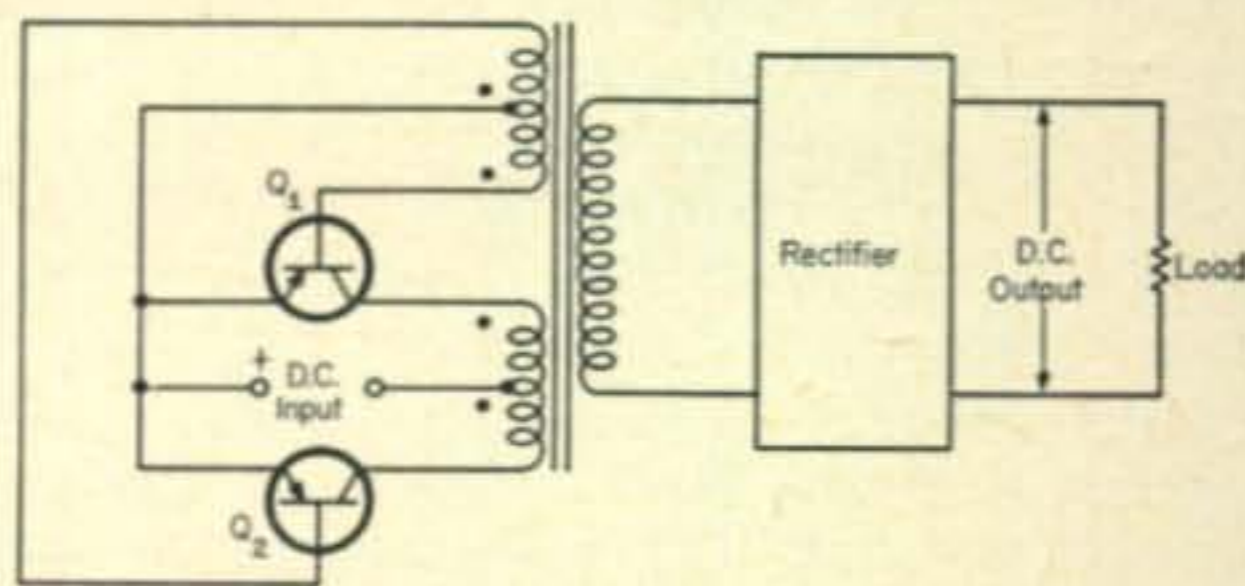 Q1
+
D.C.
Input
Q2
Rectifier
D.C.
Output
Load